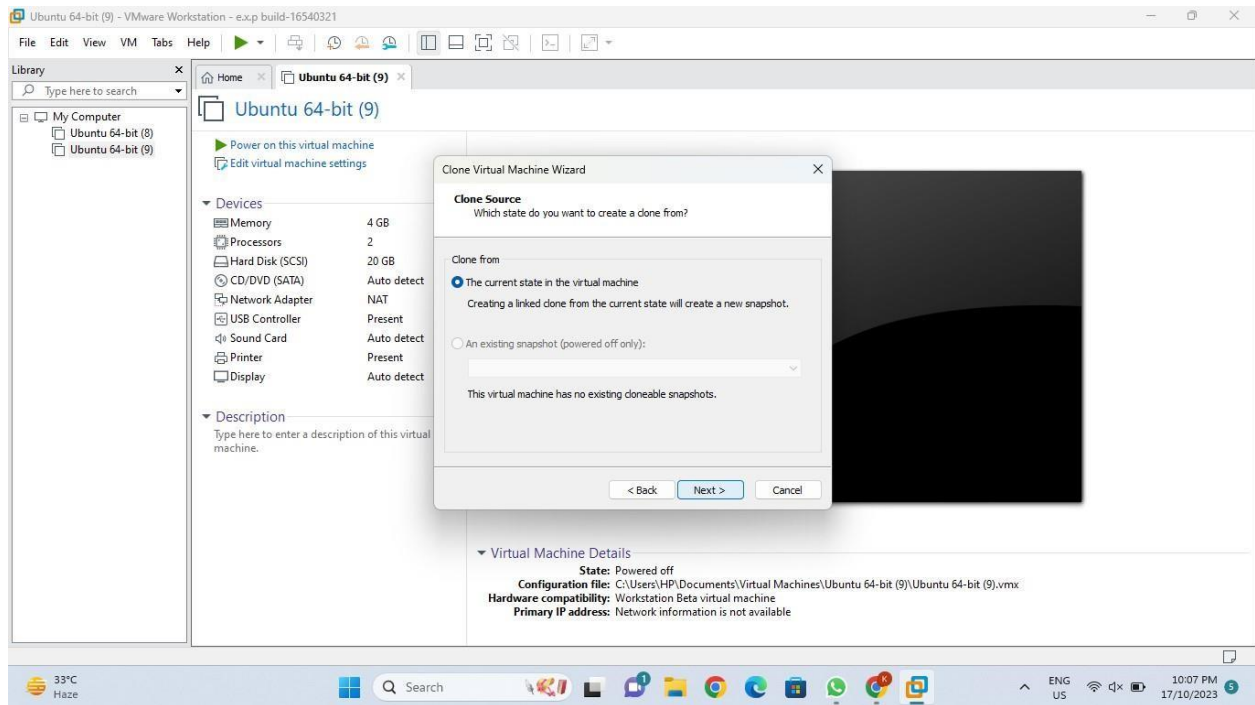 Ubuntu 64-bit (9) - VMware Workstation - e.x.p build-16540321
File Edit View VM Tabs Help
Library
Type here to search
My Computer
Ubuntu 64-bit (8)
Ubuntu 64-bit (9)
Home
Ubuntu 64-bit (9)
Ubuntu 64-bit (9)
Power on this virtual machine
Edit virtual machine settings
Devices
Memory 4 GB
Processors 2
Hard Disk (SCSI) 20 GB
CD/DVD (SATA) Auto detect
Network Adapter NAT
USB Controller Present
Sound Card Auto detect
Printer Present
Display Auto detect
Description
Type here to enter a description of this virtual
machine.
Clone Virtual Machine Wizard
Clone Source
Which state do you want to create a clone from?
Clone from
The current state in the virtual machine
Creating a linked clone from the current state will create a new snapshot.
An existing snapshot (powered off only):
This virtual machine has no existing cloneable snapshots.
< Back Next > Cancel
Virtual Machine Details
State: Powered off
Configuration file: C:\Users\HP\Documents\Virtual Machines\Ubuntu 64-bit (9)\Ubuntu 64-bit (9).vmx
Hardware compatibility: Workstation Beta virtual machine
Primary IP address: Network information is not available
33°C
Haze
Search
1
K
ENG
US
10:07 PM
17/10/2023
5